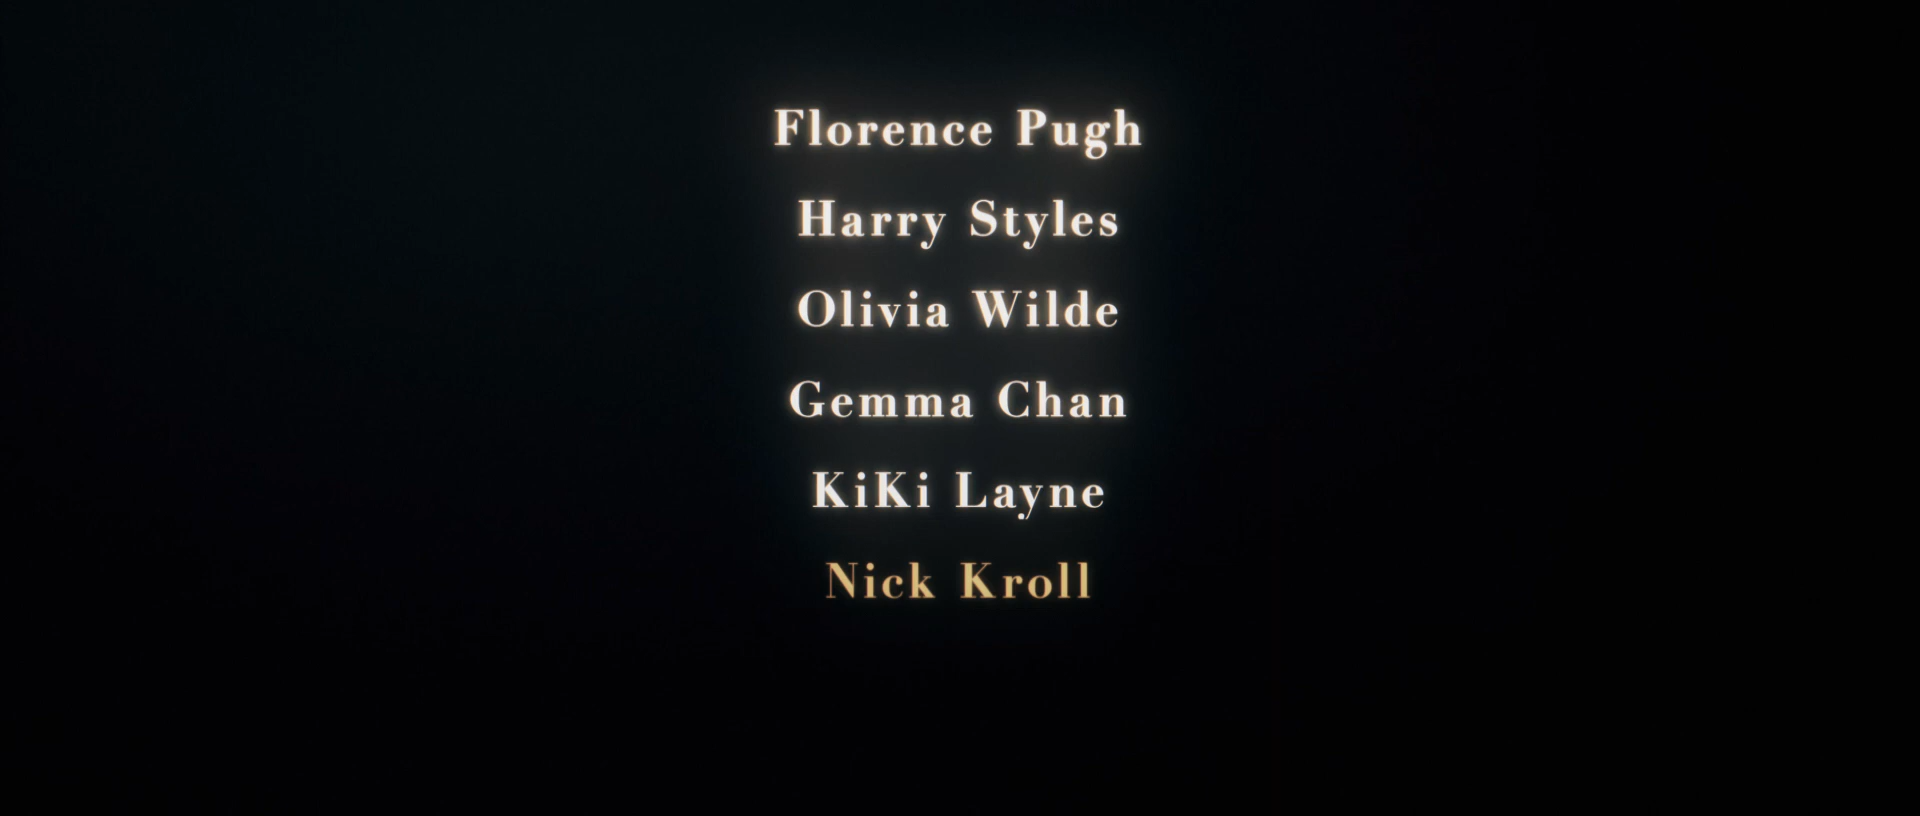 Florence Pugh
Harry Styles
Olivia Wilde
Gemma Chan
KiKi Layne
Nick Kroll